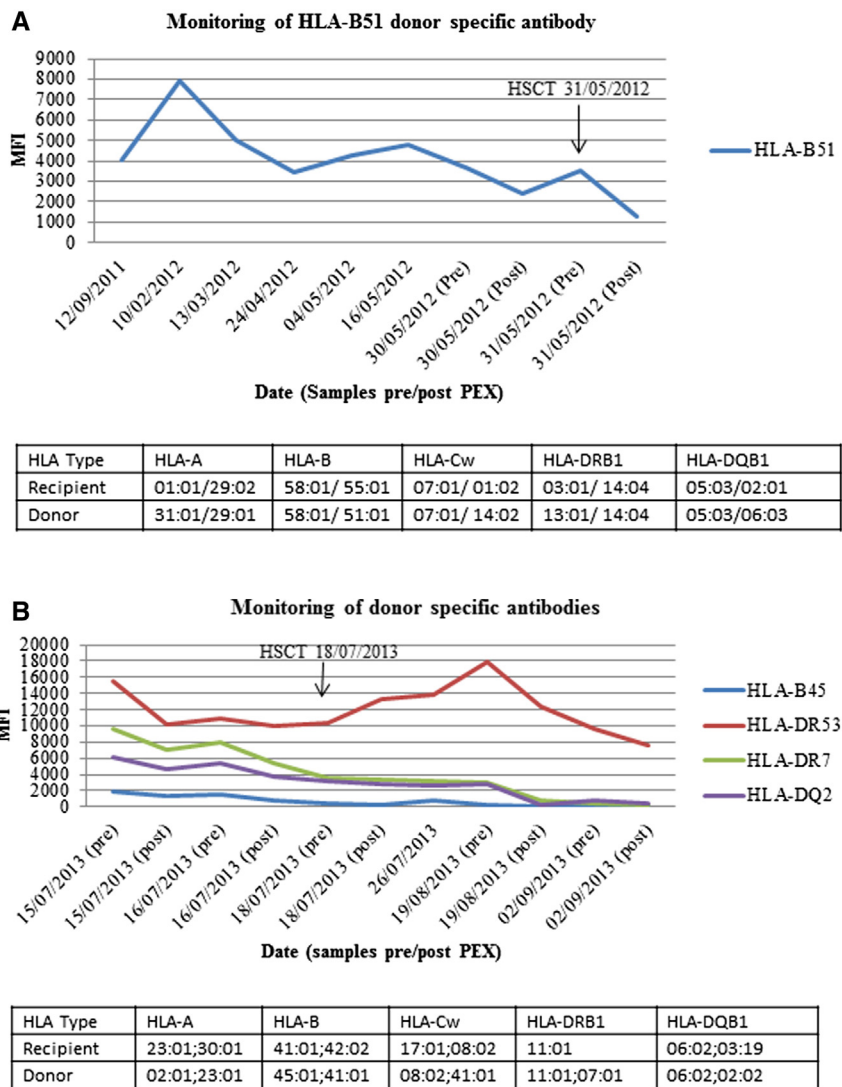 A
Monitoring of HLA-B51 donor specific antibody
9000
8000
7000
6000
5000
4000
3000
2000
1000
0
MFI
HSCT 31/05/2012
HLA-B51
12/09/2011
10/02/2012
13/03/2012
24/04/2012
04/05/2012
16/05/2012
30/05/2012 (Pre)
30/05/2012 (Post)
31/05/2012 (Pre)
31/05/2012 (Post)
Date (Samples pre/post PEX)
HLA Type HLA-A HLA-B HLA-Cw HLA-DRB1 HLA-DQB1
Recipient 01:01/29:02 58:01/ 55:01 07:01/ 01:02 03:01/ 14:04 05:03/02:01
Donor 31:01/29:01 58:01/ 51:01 07:01/ 14:02 13:01/ 14:04 05:03/06:03
B
Monitoring of donor specific antibodies
20000
18000
16000
14000
12000
10000
8000
6000
4000
2000
0
MFI
HSCT 18/07/2013
HLA-B45
HLA-DR53
HLA-DR7
HLA-DQ2
15/07/2013 (pre)
15/07/2013 (post)
16/07/2013 (pre)
16/07/2013 (post)
18/07/2013 (pre)
18/07/2013 (post)
26/07/2013
19/08/2013 (pre)
19/08/2013 (post)
02/09/2013 (pre)
02/09/2013 (post)
Date (samples pre/post PEX)
HLA Type HLA-A HLA-B HLA-Cw HLA-DRB1 HLA-DQB1
Recipient 23:01;30:01 41:01;42:02 17:01;08:02 11:01 06:02;03:19
Donor 02:01;23:01 45:01;41:01 08:02;41:01 11:01;07:01 06:02;02:02